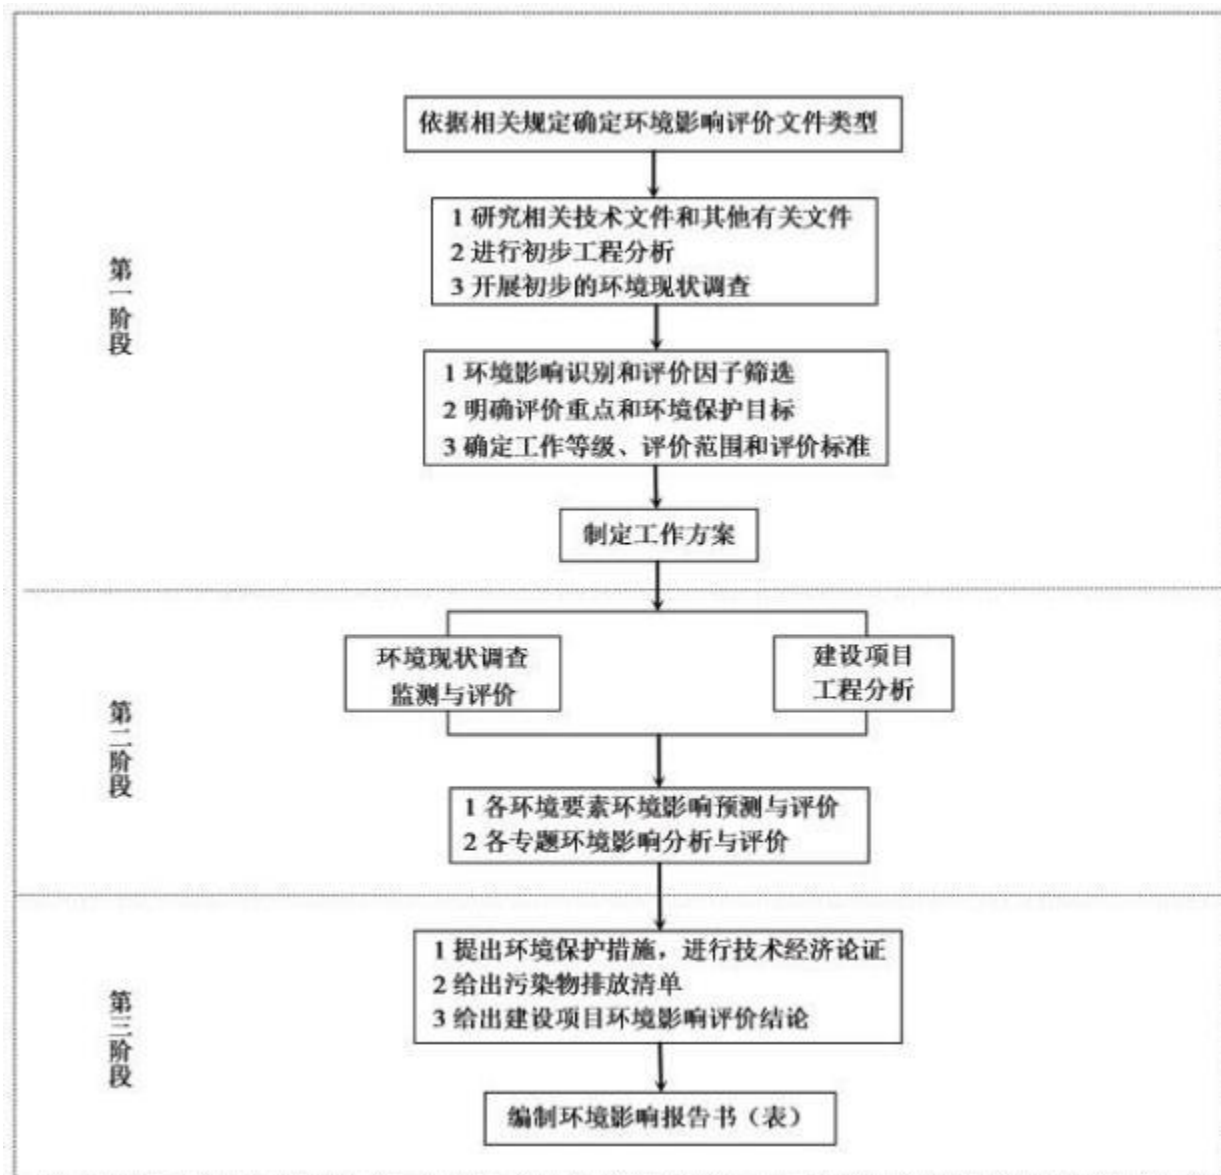 依据相关规定确定环境影响评价文件类型
第一阶段
1 研究相关技术文件和其他有关文件
2 进行初步工程分析
3 开展初步的环境现状调查
1 环境影响识别和评价因子筛选
2 明确评价重点和环境保护目标
3 确定工作等级、评价范围和评价标准
制定工作方案
第二阶段
环境现状调查
监测与评价
建设项目
工程分析
1 各环境要素环境影响预测与评价
2 各专题环境影响分析与评价
第三阶段
1 提出环境保护措施，进行技术经济论证
2 给出污染物排放清单
3 给出建设项目环境影响评价结论
编制环境影响报告书（表）